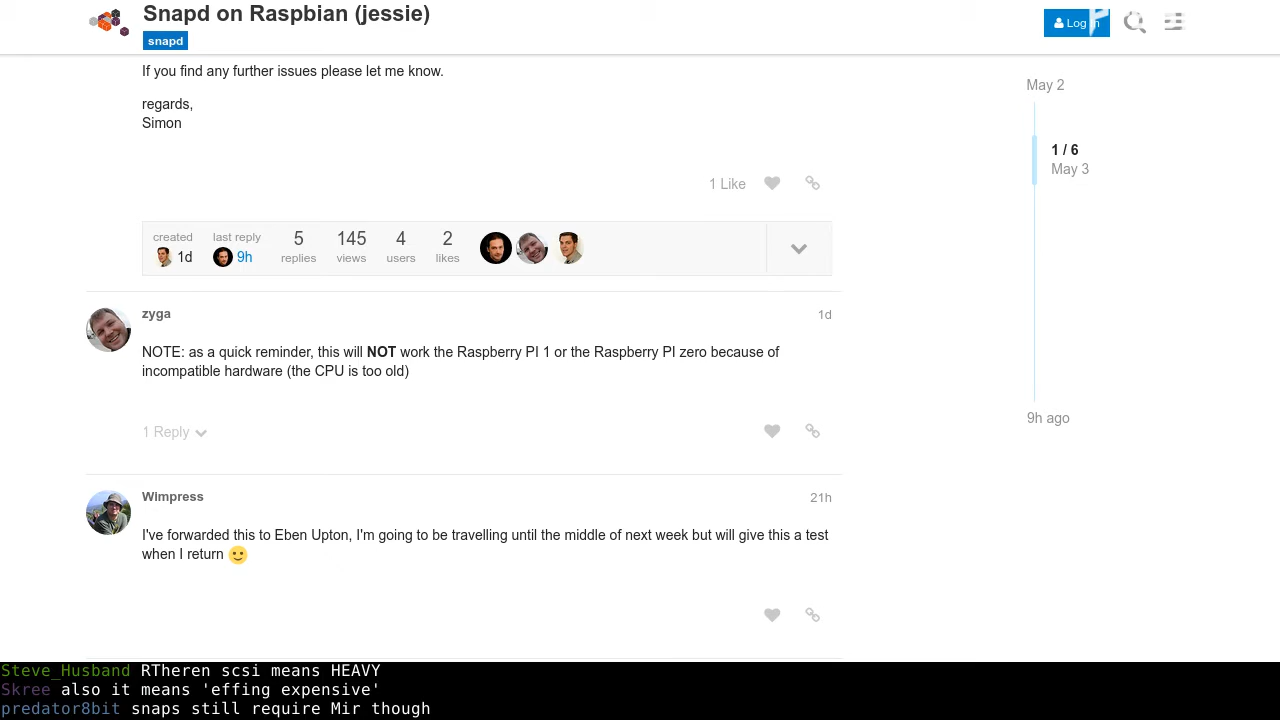 Snapd on Raspbian (jessie)
snapd
Log
If you find any further issues please let me know.
regards,
Simon
1 Like
created
1d
last reply
9h
5
replies
145
views
4
users
2
likes
May 2
1 / 6
May 3
9h ago
zyga
1d
NOTE: as a quick reminder, this will NOT work the Raspberry PI 1 or the Raspberry PI zero because of
incompatible hardware (the CPU is too old)
1 Reply
Wimpress
21h
I've forwarded this to Eben Upton, I'm going to be travelling until the middle of next week but will give this a test
when I return
Steve_Husband RTheren scsi means HEAVY
Skree also it means 'effing expensive'
predator8bit snaps still require Mir though